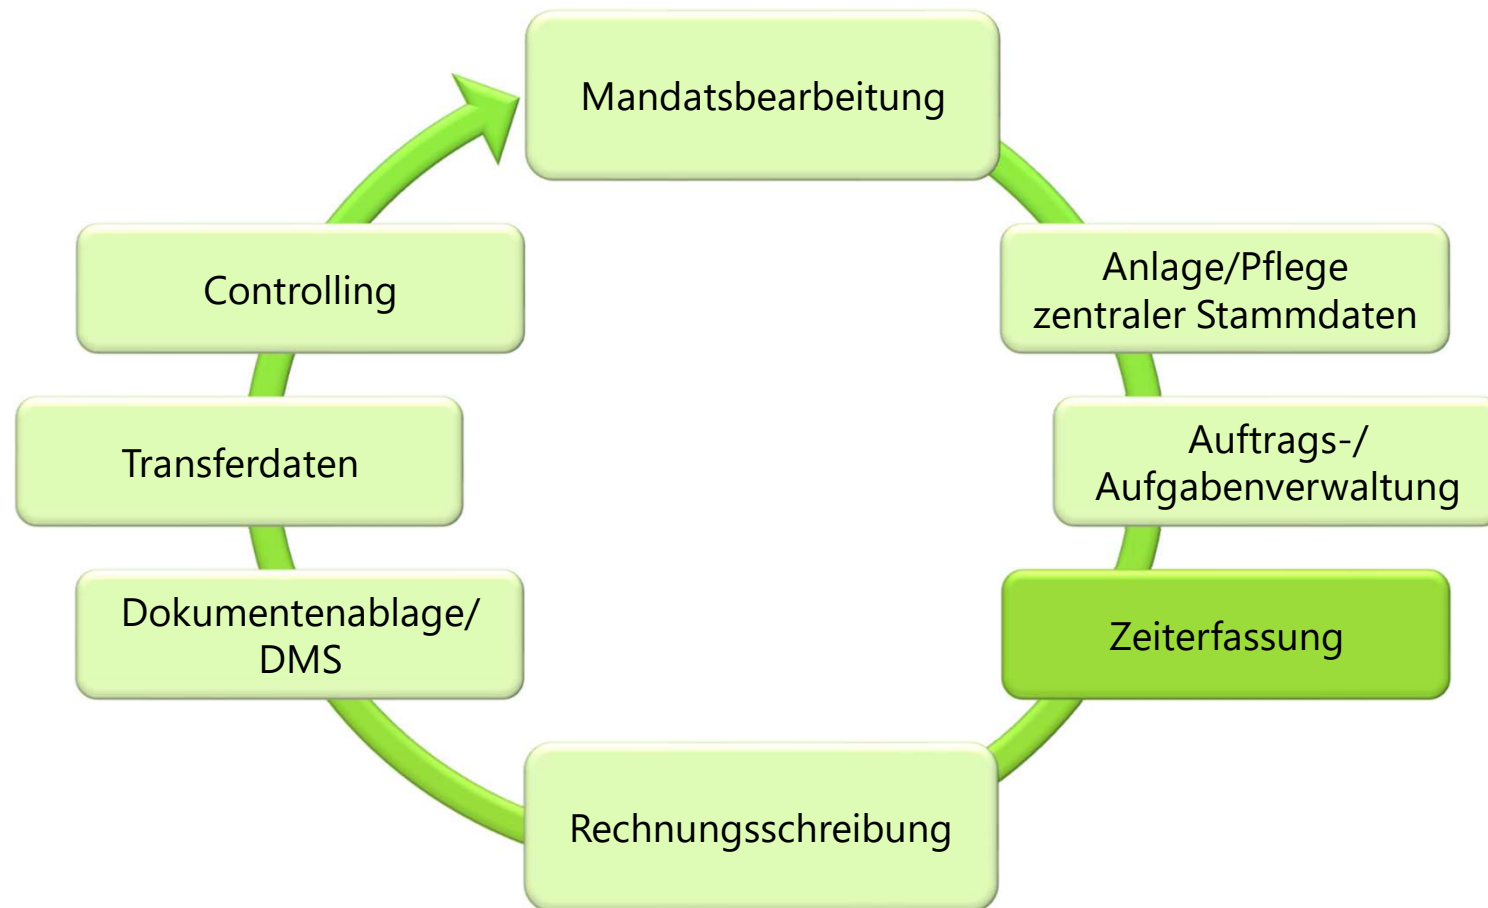 Mandatsbearbeitung
Anlage/Pflege
zentraler Stammdaten
Auftrags-/
Aufgabenverwaltung
Zeiterfassung
Rechnungsschreibung
Dokumentenablage/
DMS
Transferdaten
Controlling